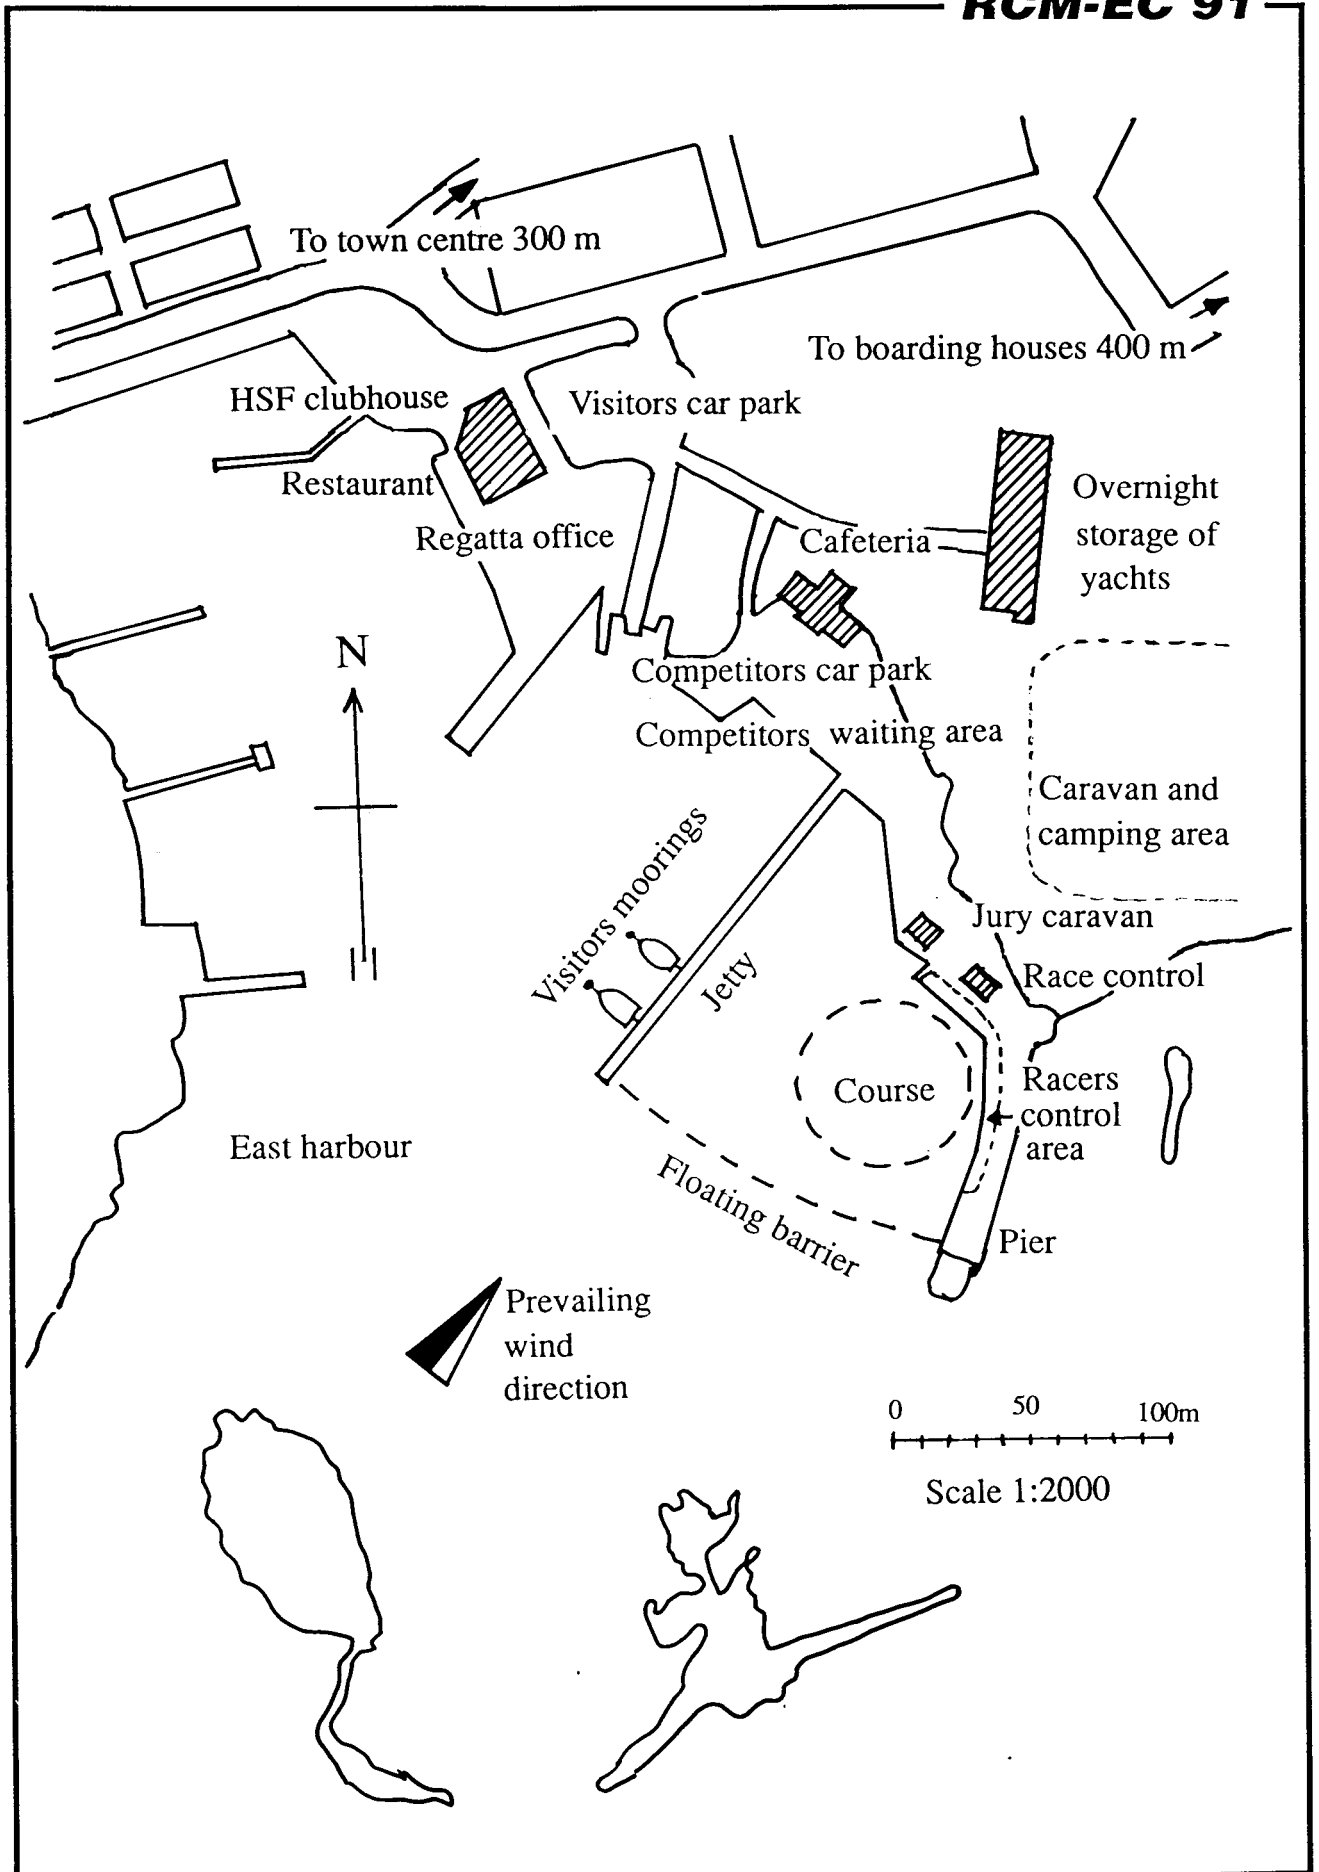 RCM-EC 91
To town centre 300 m
To boarding houses 400 m
HSF clubhouse
Visitors car park
Restaurant
Regatta office
Cafeteria
Overnight
storage of
yachts
N
Competitors car park
Competitors waiting area
Caravan and
camping area
Visitors moorings
Jetty
Jury caravan
Race control
Course
Racers
control
area
East harbour
Floating barrier
Pier
Prevailing
wind
direction
0 50 100m
Scale 1:2000